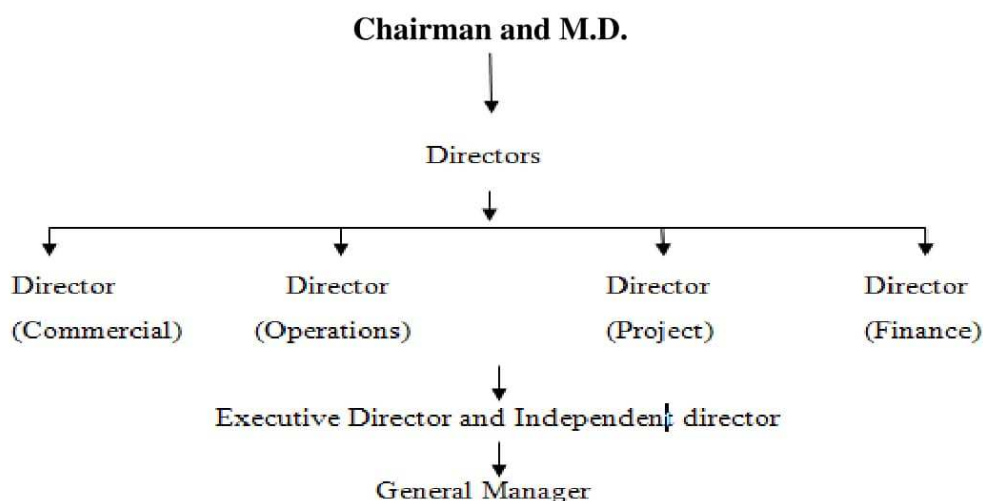 Chairman and M.D.
Directors
Director Director Director Director
(Commercial) (Operations) (Project) (Finance)
Executive Director and Independent director
General Manager